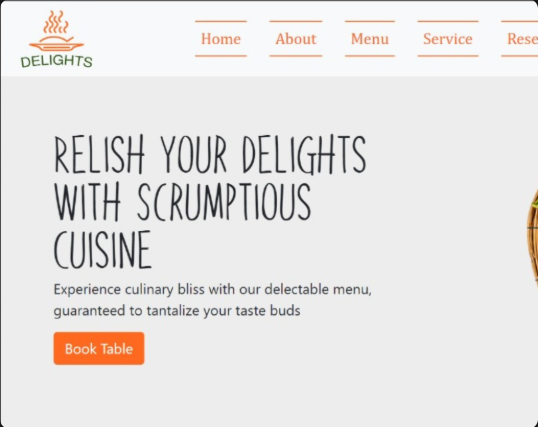 DELIGHTS
Home About Menu Service Rese
RELISH YOUR DELIGHTS
WITH SCRUMPTIOUS
CUISINE
Experience culinary bliss with our delectable menu,
guaranteed to tantalize your taste buds
Book Table